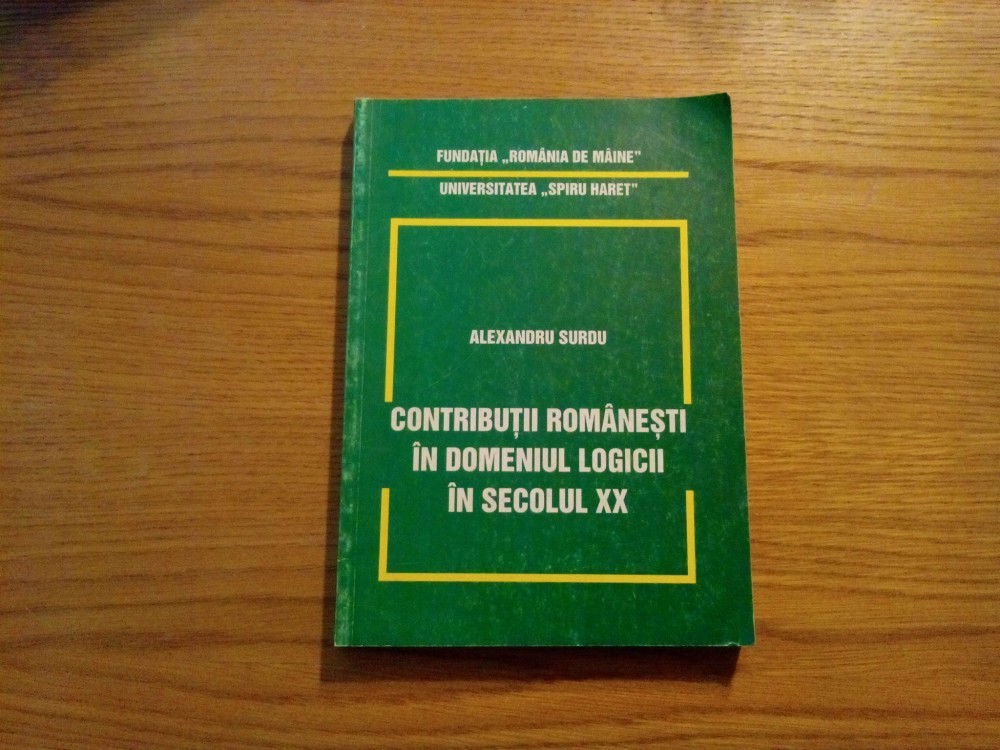 FUNDAȚIA „ROMÂNIA DE MÂINE"
UNIVERSITATEA „SPIRU HARET"
ALEXANDRU SURDU
CONTRIBUȚII ROMÂNEȘTI
ÎN DOMENIUL LOGICII
ÎN SECOLUL XX